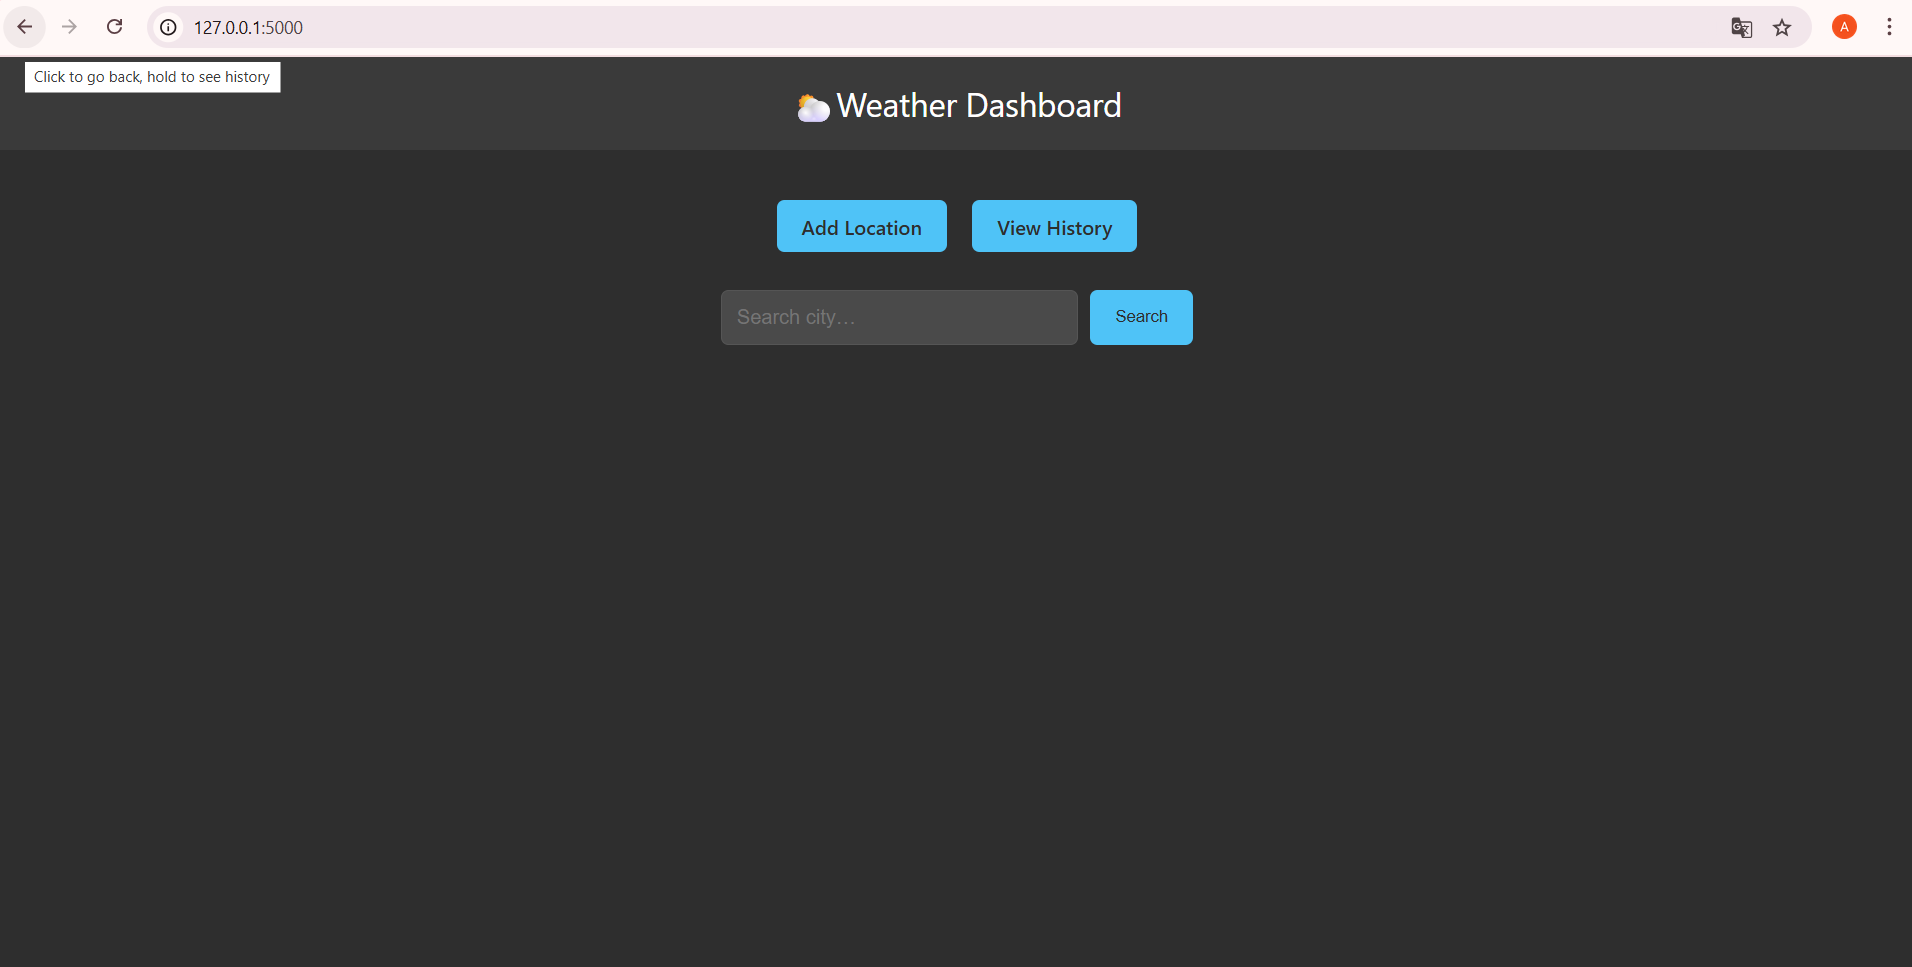 127.0.0.1:5000
A
Click to go back, hold to see history
Weather Dashboard
Add Location
View History
Search city...
Search